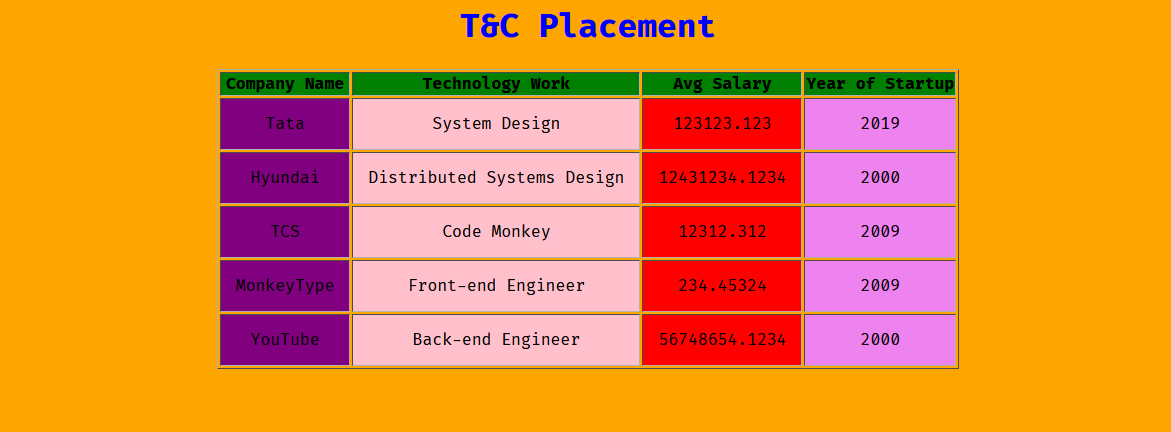 T&C Placement
Company Name Technology Work Avg Salary Year of Startup
Tata System Design 123123.123 2019
Hyundai Distributed Systems Design 12431234.1234 2000
TCS Code Monkey 12312.312 2009
MonkeyType Front-end Engineer 234.45324 2009
YouTube Back-end Engineer 56748654.1234 2000